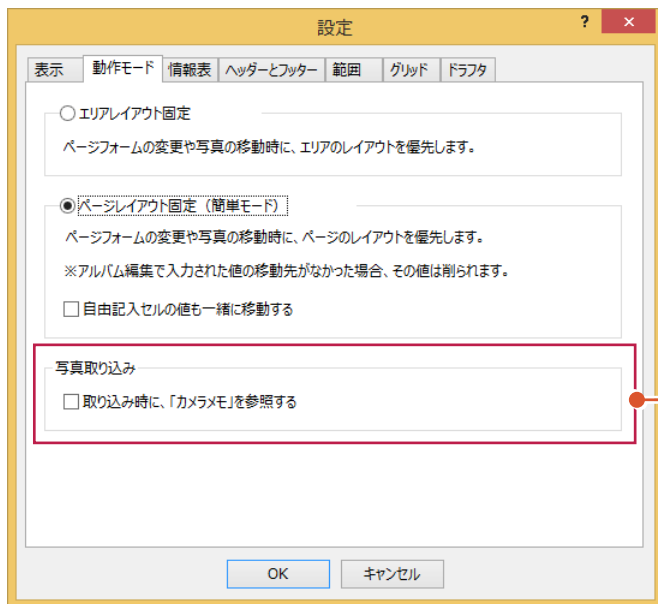 設定
? ×
表示 動作モード 情報表 ヘッダーとフッター 範囲 グリッド ドラフタ
エリアレイアウト固定
ページフォームの変更や写真の移動時に、エリアのレイアウトを優先します。
ページレイアウト固定（簡単モード）
ページフォームの変更や写真の移動時に、ページのレイアウトを優先します。
※アルバム編集で入力された値の移動先がなかった場合、その値は削られます。
自由記入セルの値も一緒に移動する
写真取り込み
取り込み時に、「カメラメモ」を参照する
OK キャンセル